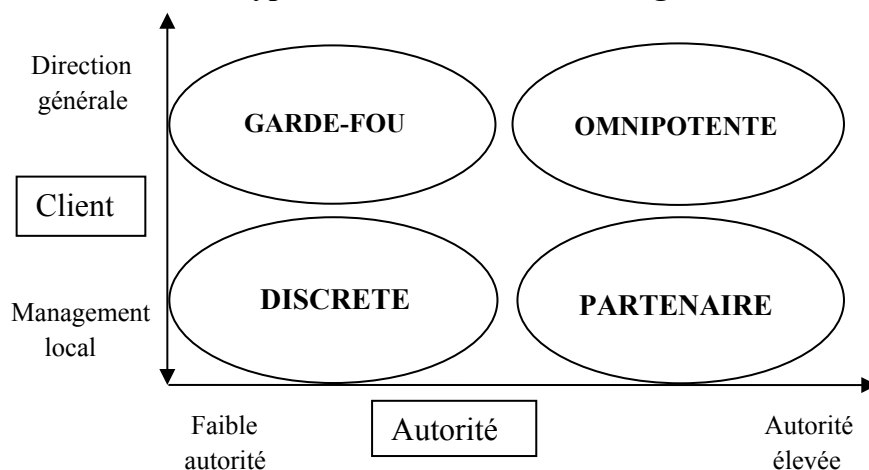 Direction
générale
GARDE-FOU
OMNIPOTENTE
Client
DISCRETE
PARTENAIRE
Management
local
Faible
autorité
Autorité
Autorité
élevée